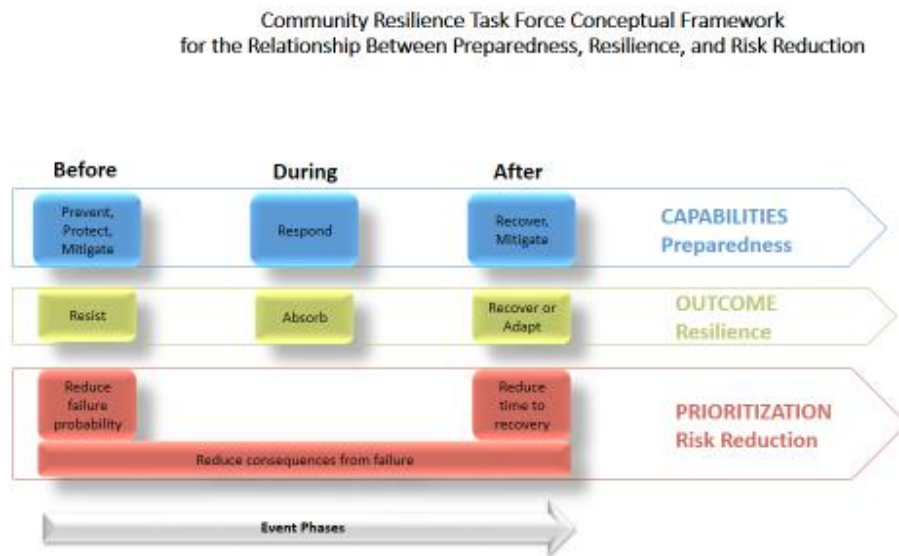 Community Resilience Task Force Conceptual Framework
for the Relationship Between Preparedness, Resilience, and Risk Reduction
Before
During
After
Prevent,
Protect,
Mitigate
Respond
Recover,
Mitigate
CAPABILITIES
Preparedness
Resist
Absorb
Recover or
Adapt
OUTCOME
Resilience
Reduce
failure
probability
Reduce
time to
recovery
PRIORITIZATION
Risk Reduction
Reduce consequences from failure
Event Phases